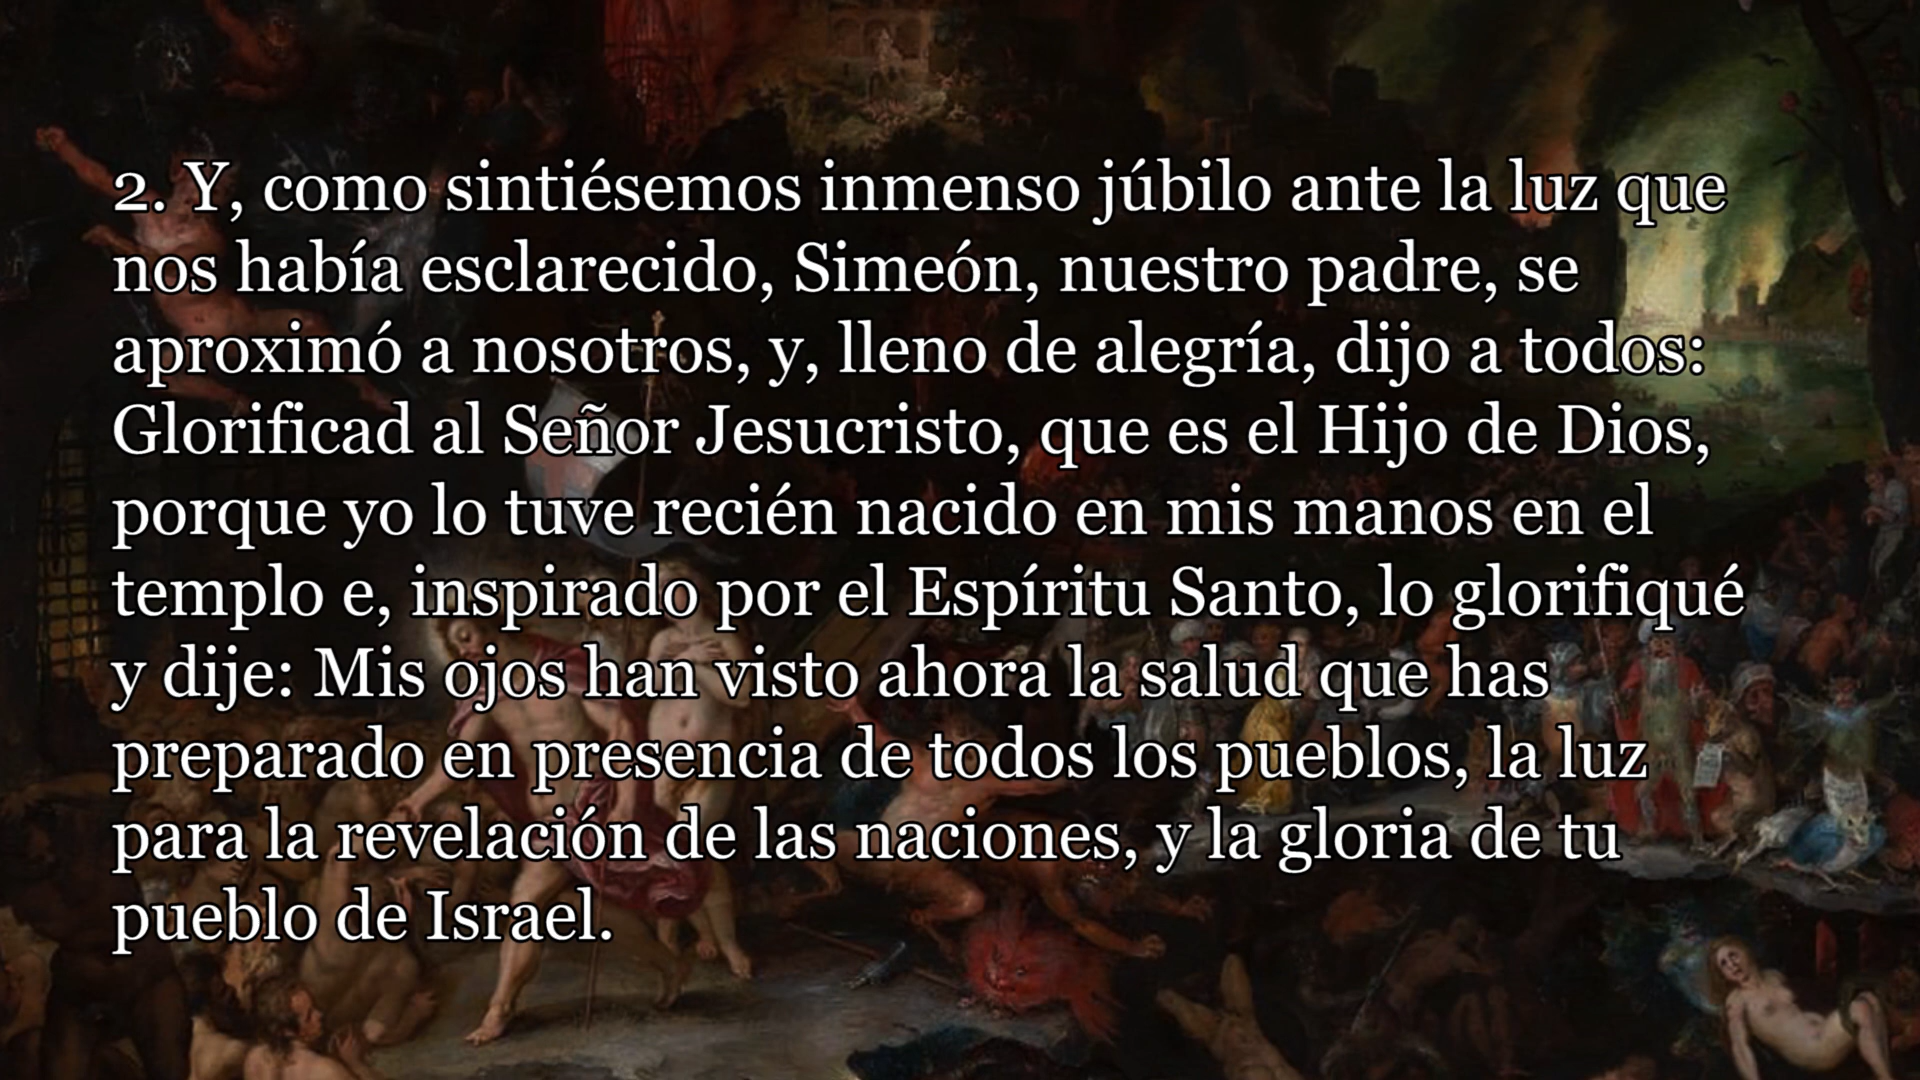 2. Y, como sintiésemos inmenso júbilo ante la luz que
nos había esclarecido, Simeón, nuestro padre, se
aproximó a nosotros, y, lleno de alegría, dijo a todos:
Glorificad al Señor Jesucristo, que es el Hijo de Dios,
porque yo lo tuve recién nacido en mis manos en el
templo e, inspirado por el Espíritu Santo, lo glorifiqué
y dije: Mis ojos han visto ahora la salud que has
preparado en presencia de todos los pueblos, la luz
para la revelación de las naciones, y la gloria de tu
pueblo de Israel.